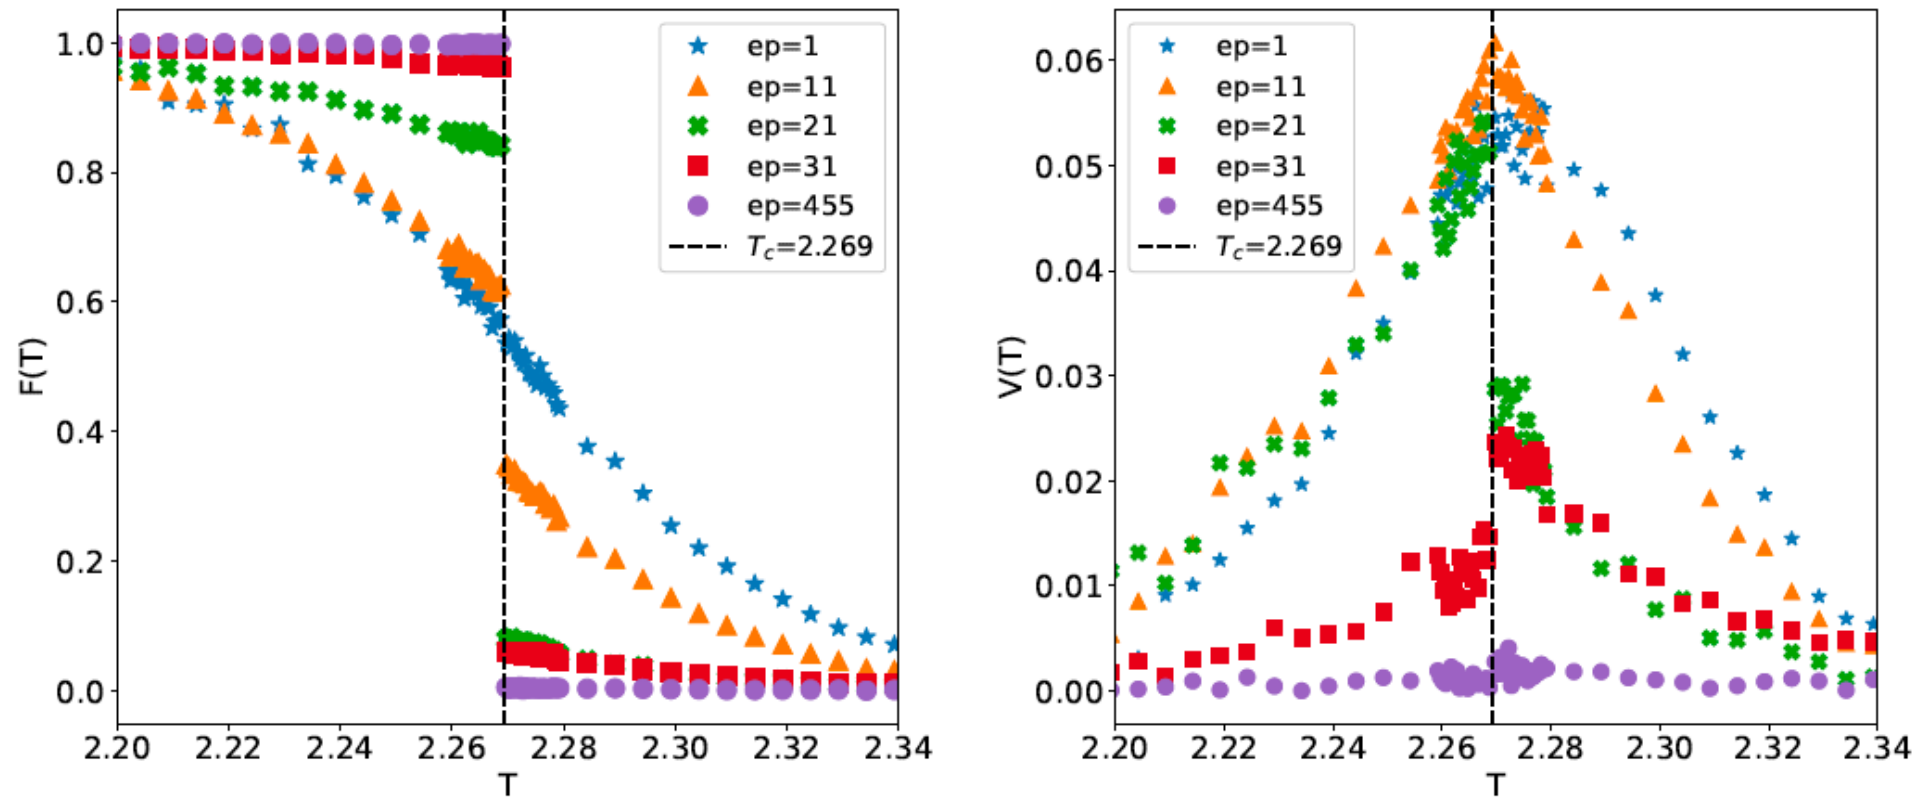 1.0
0.8
0.6
0.4
0.2
0.0
F(T)
ep=1
ep=11
ep=21
ep=31
ep=455
T_c=2.269
2.20 2.22 2.24 2.26 2.28 2.30 2.32 2.34
T
0.06
0.05
0.04
0.03
0.02
0.01
0.00
V(T)
ep=1
ep=11
ep=21
ep=31
ep=455
T_c=2.269
2.20 2.22 2.24 2.26 2.28 2.30 2.32 2.34
T